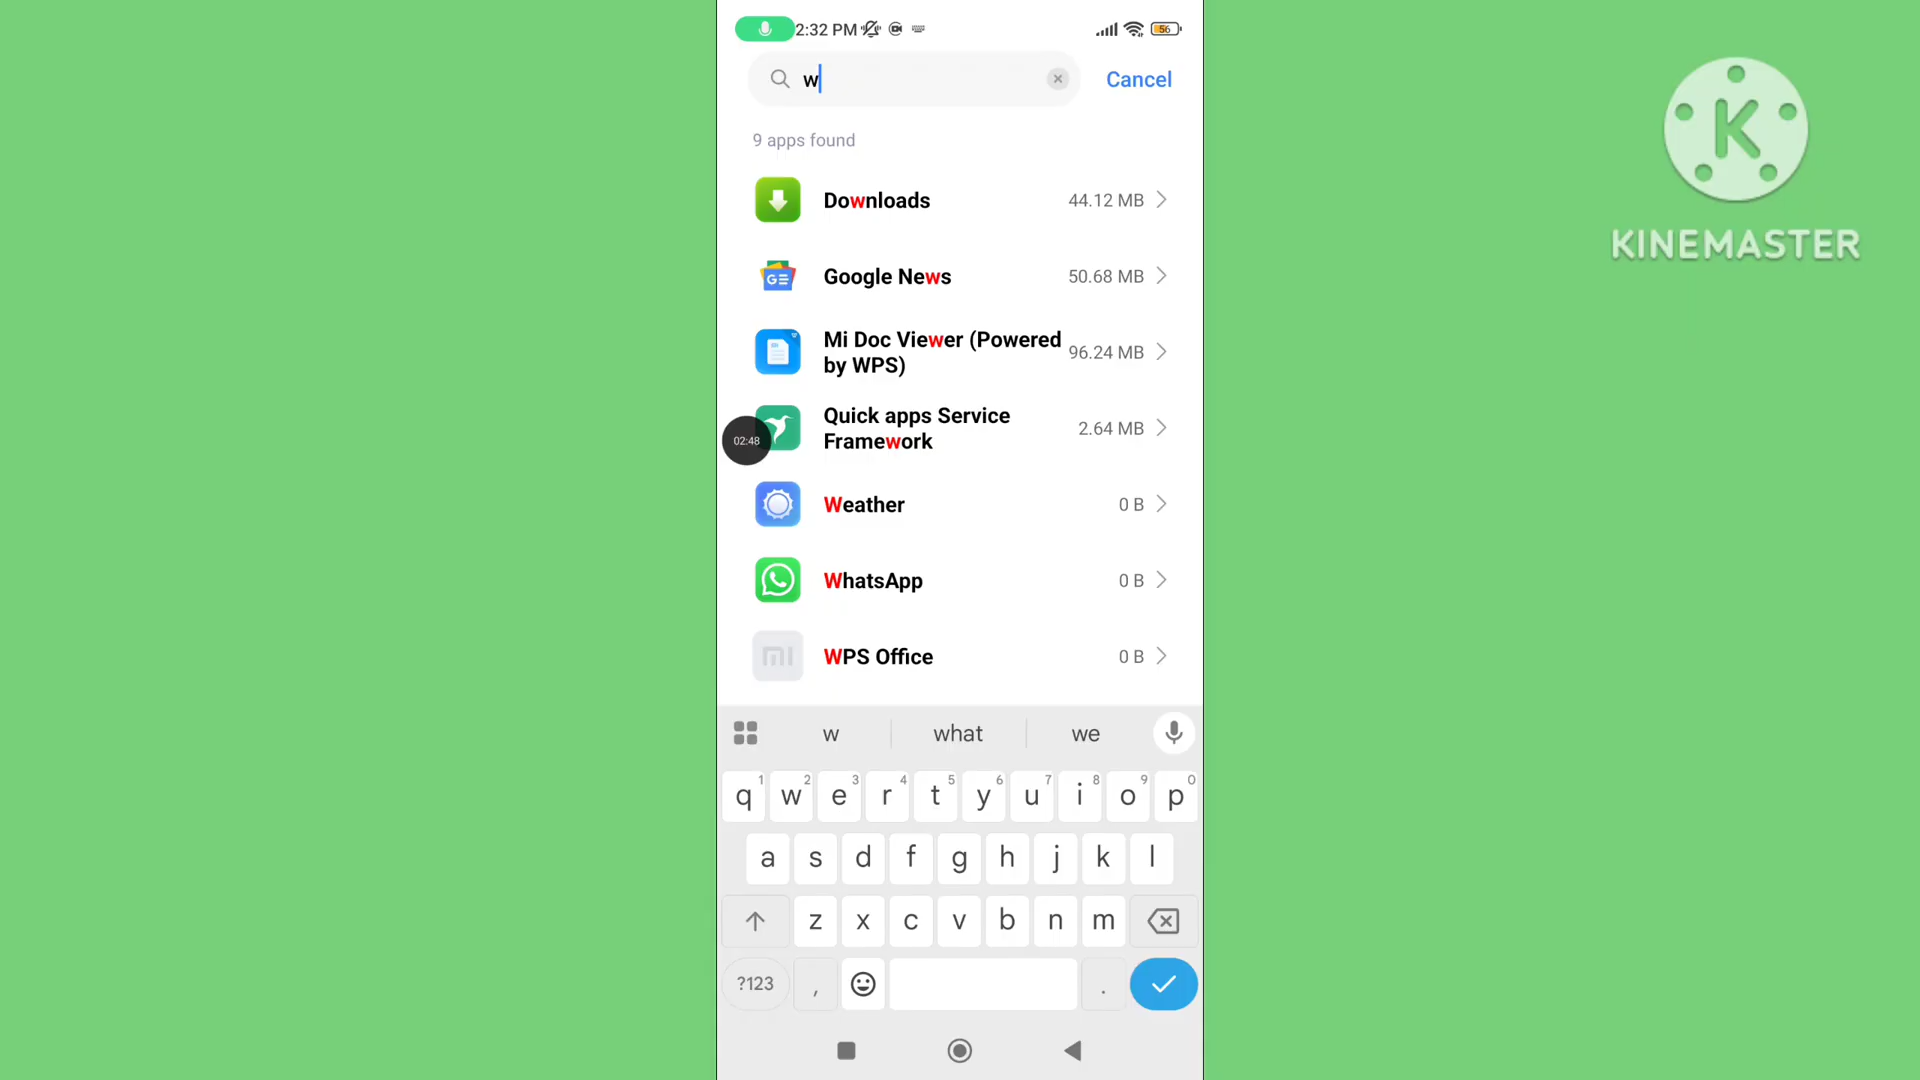 2:32 PM
56
w
Cancel
9 apps found
Downloads
44.12 MB
Google News
50.68 MB
Mi Doc Viewer (Powered
by WPS)
96.24 MB
Quick apps Service
Framework
2.64 MB
02:48
Weather
0 B
WhatsApp
0 B
WPS Office
0 B
w what we
q 1 w 2 e 3 r 4 t 5 y 6 u 7 i 8 o 9 p 0
a s d f g h j k l
z x c v b n m
?123 , .
K
KINEMASTER